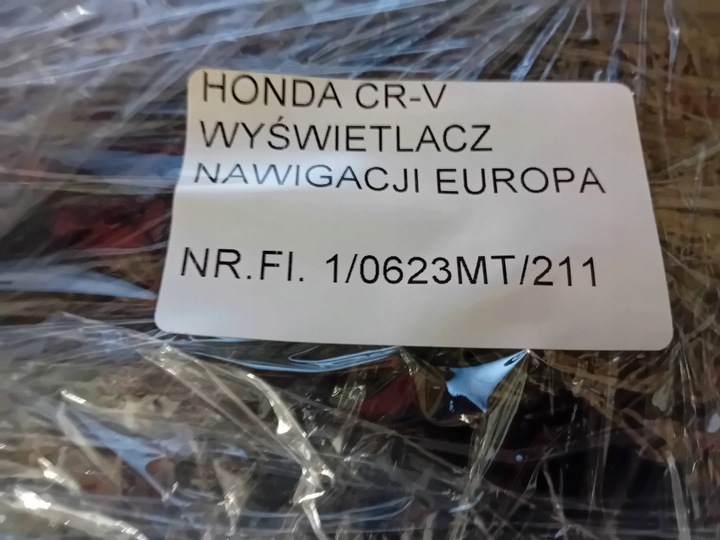 HONDA CR-V
WYŚWIETLACZ
NAWIGACJI EUROPA
NR.FI. 1/0623MT/211